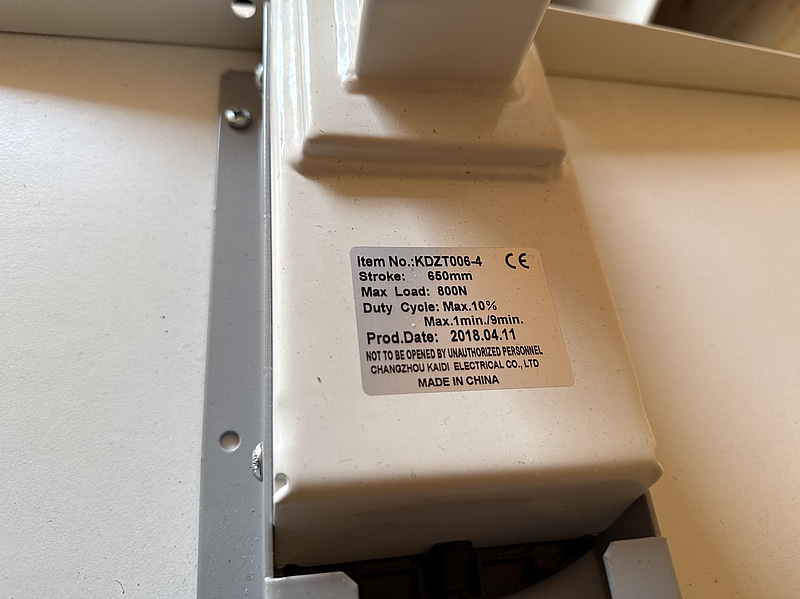 Item No.:KDZT006-4 CE
Stroke: 650mm
Max Load: 800N
Duty Cycle: Max.10%
Max.1min./9min.
Prod.Date: 2018.04.11
NOT TO BE OPENED BY UNAUTHORIZED PERSONNEL
CHANGZHOU KAIDI ELECTRICAL CO., LTD
MADE IN CHINA